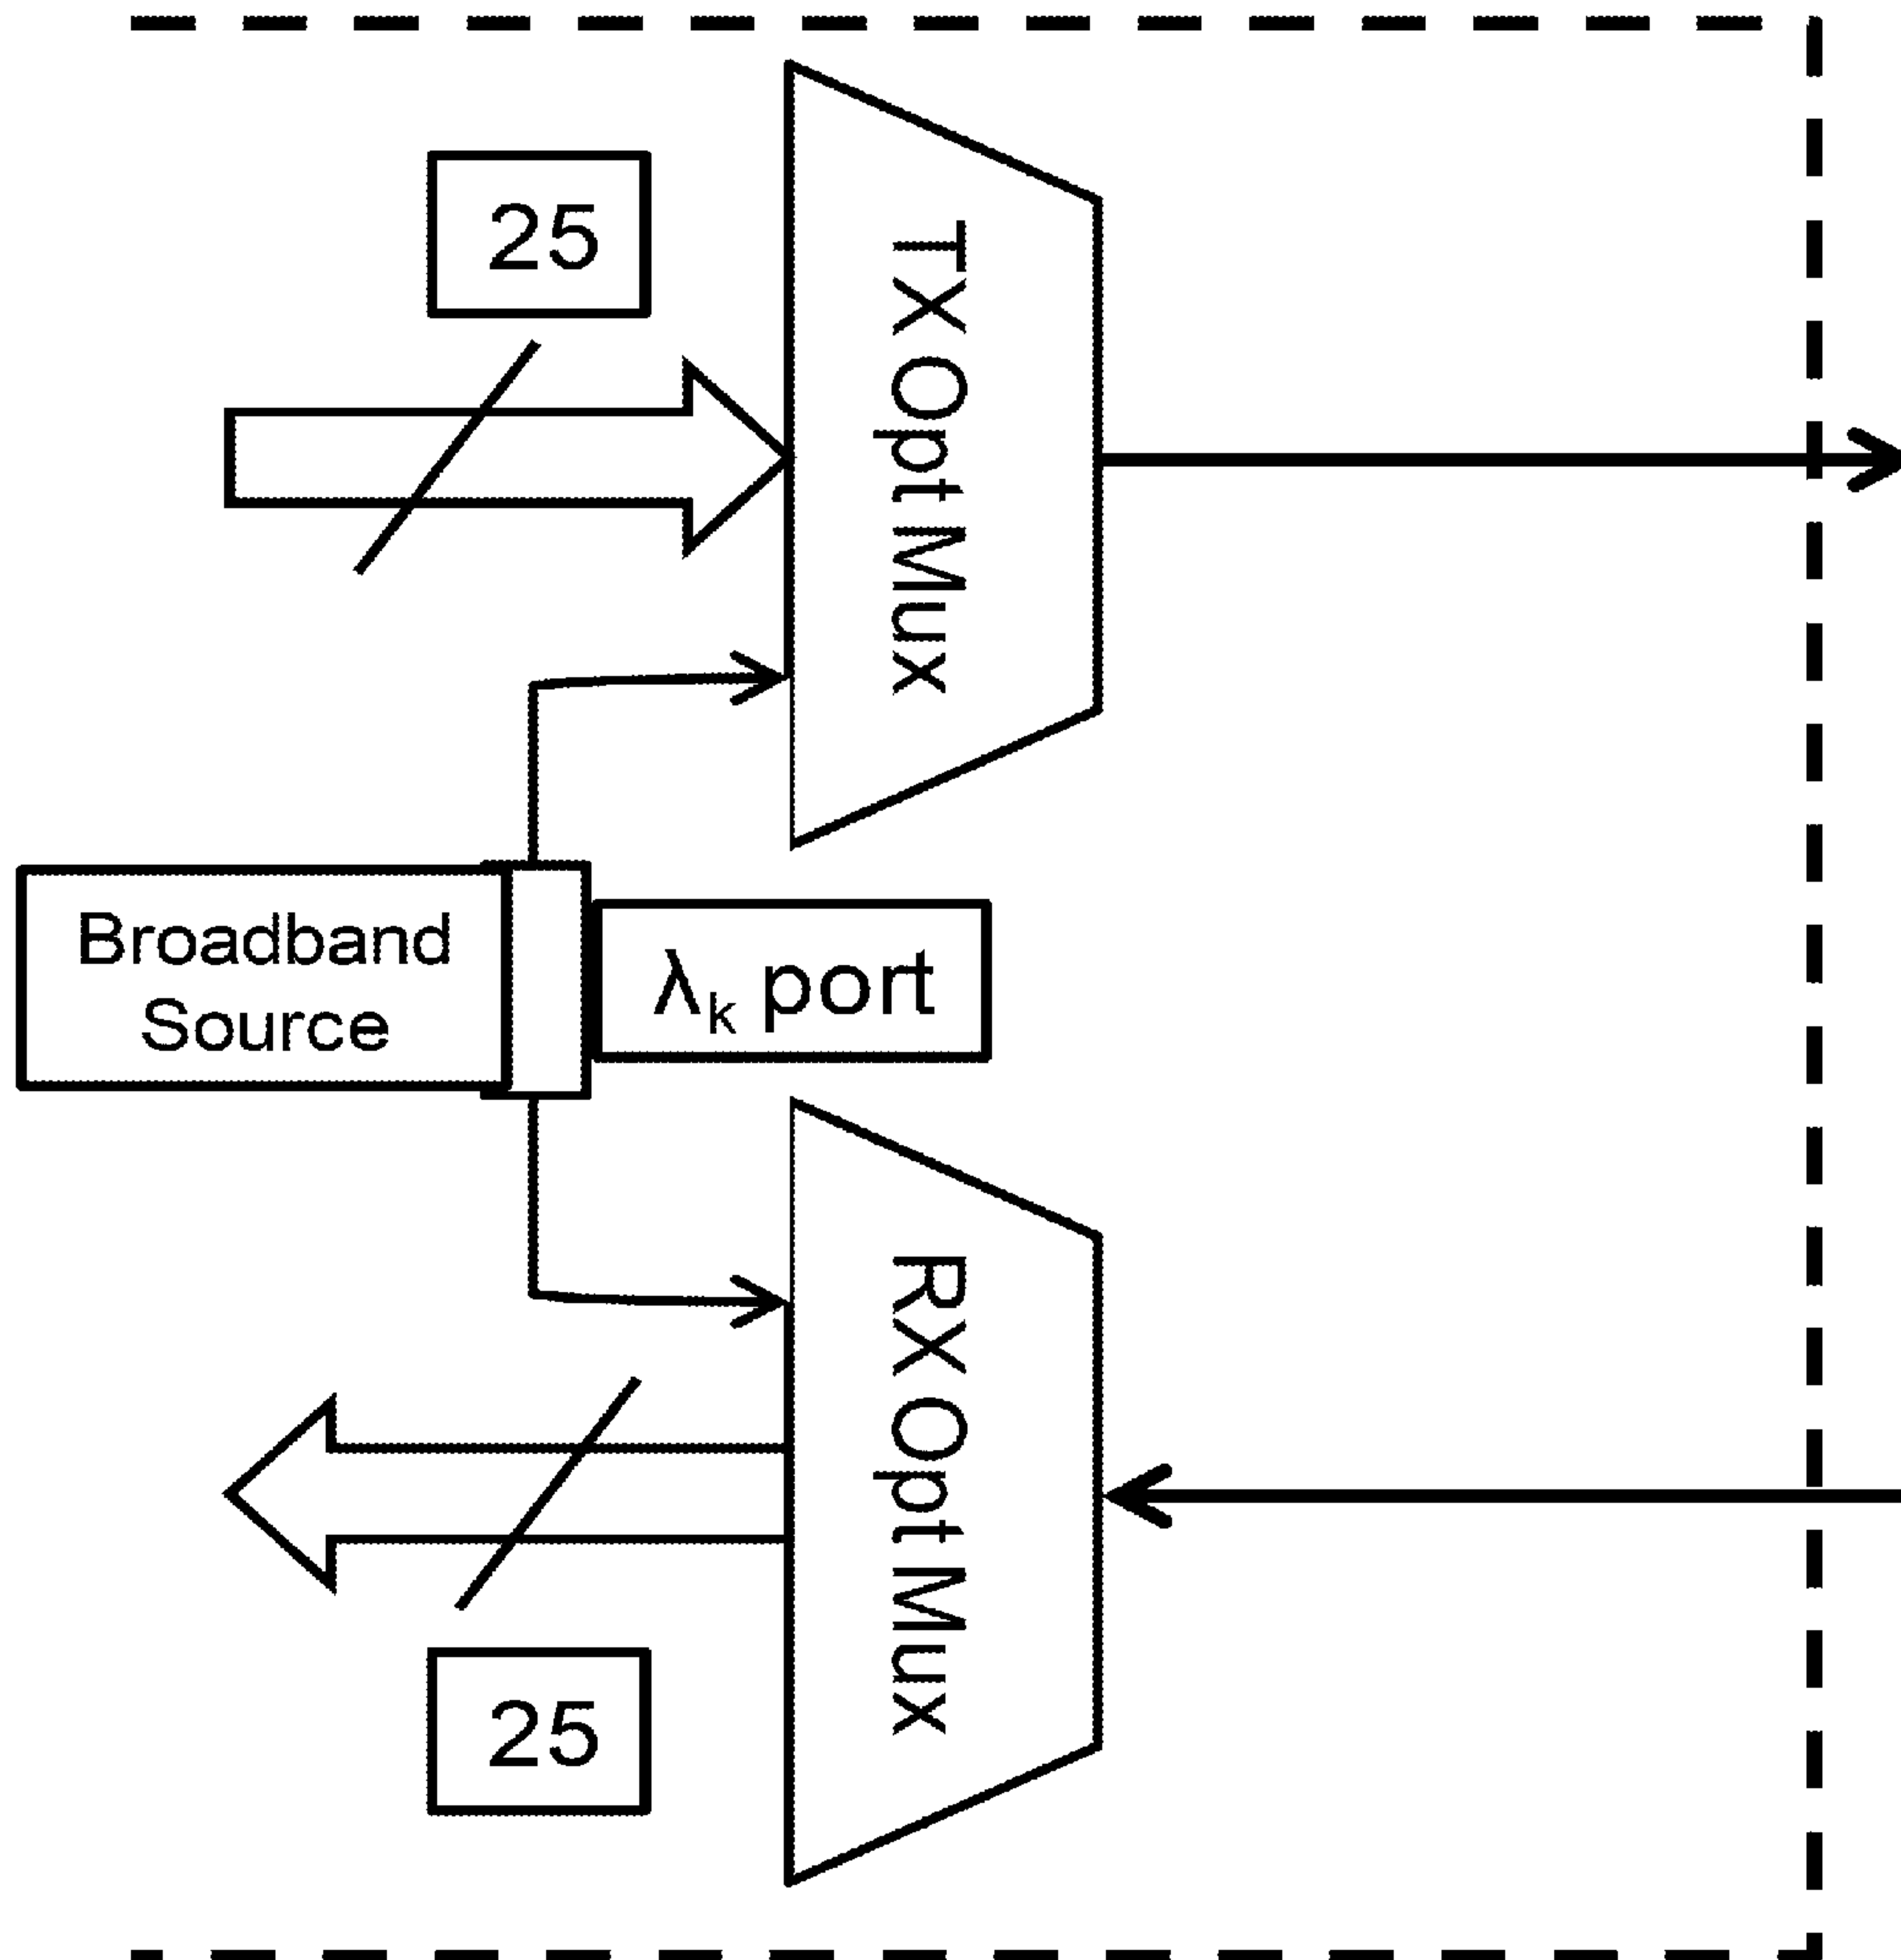 25
TX Opt Mux
Broadband
Source
λk port
RX Opt Mux
25